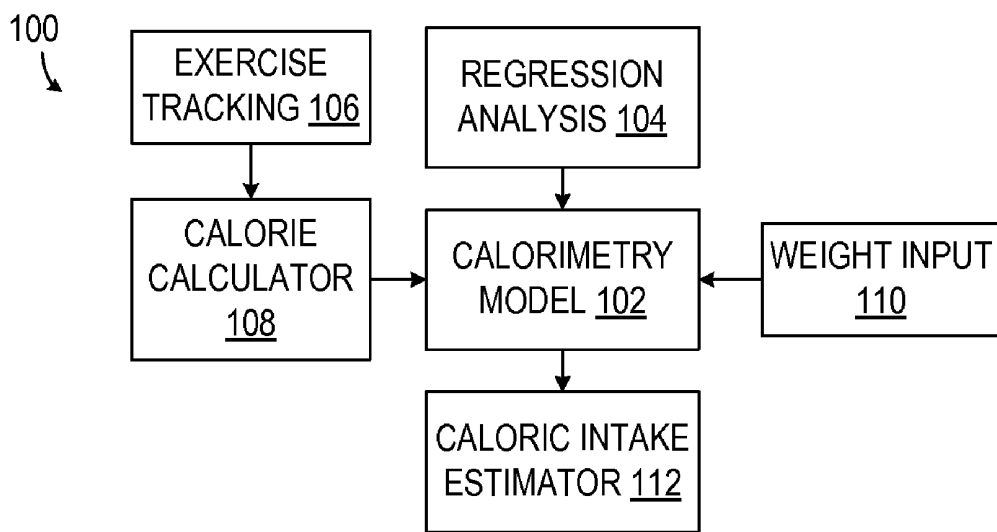 100
EXERCISE
TRACKING 106
REGRESSION
ANALYSIS 104
CALORIE
CALCULATOR
108
CALORIMETRY
MODEL 102
WEIGHT INPUT
110
CALORIC INTAKE
ESTIMATOR 112